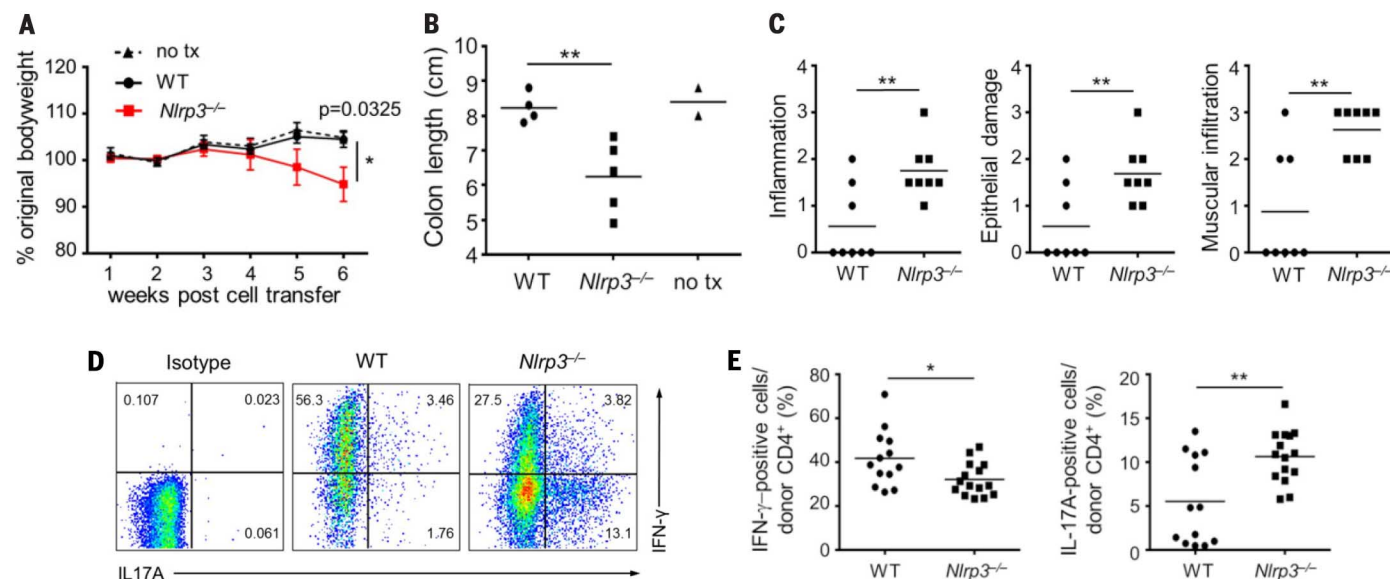 A
no tx
WT
Nlrp3–/–
p=0.0325
*
% original bodyweight
120
110
100
90
80
1 2 3 4 5 6
weeks post cell transfer
B
**
Colon length (cm)
10
9
8
7
6
5
4
WT Nlrp3–/– no tx
C
**
Inflammation
4
3
2
1
0
WT Nlrp3–/–
**
Epithelial damage
4
3
2
1
0
WT Nlrp3–/–
**
Muscular infiltration
4
3
2
1
0
WT Nlrp3–/–
D
Isotype WT Nlrp3–/–
0.107 0.023
0.061
56.3 3.46
1.76
27.5 3.82
13.1
IFN-γ
IL17A
E
*
IFN-γ–positive cells/
donor CD4+ (%)
80
60
40
20
0
WT Nlrp3–/–
**
IL-17A-positive cells/
donor CD4+ (%)
20
15
10
5
0
WT Nlrp3–/–